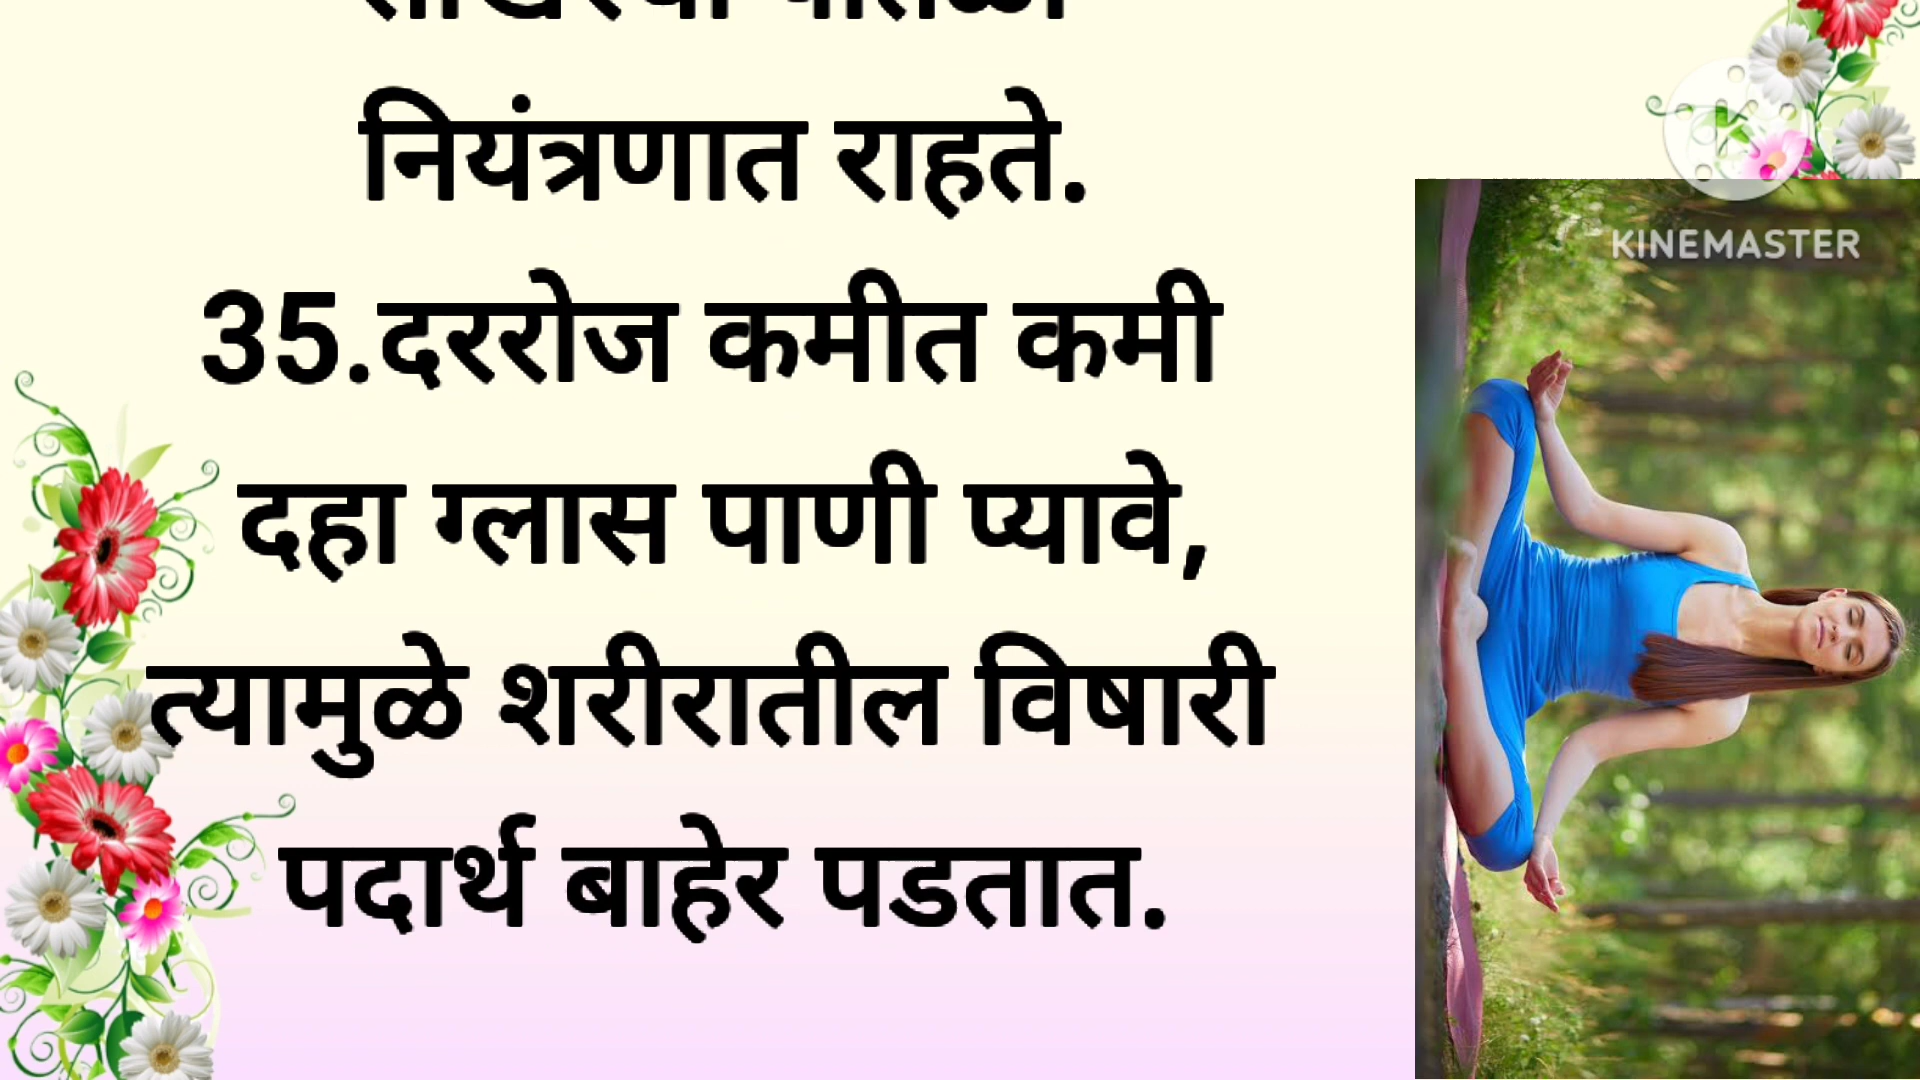 नियंत्रणात राहते.
35.दररोज कमीत कमी
दहा ग्लास पाणी प्यावे,
त्यामुळे शरीरातील विषारी
पदार्थ बाहेर पडतात.
KINEMASTER